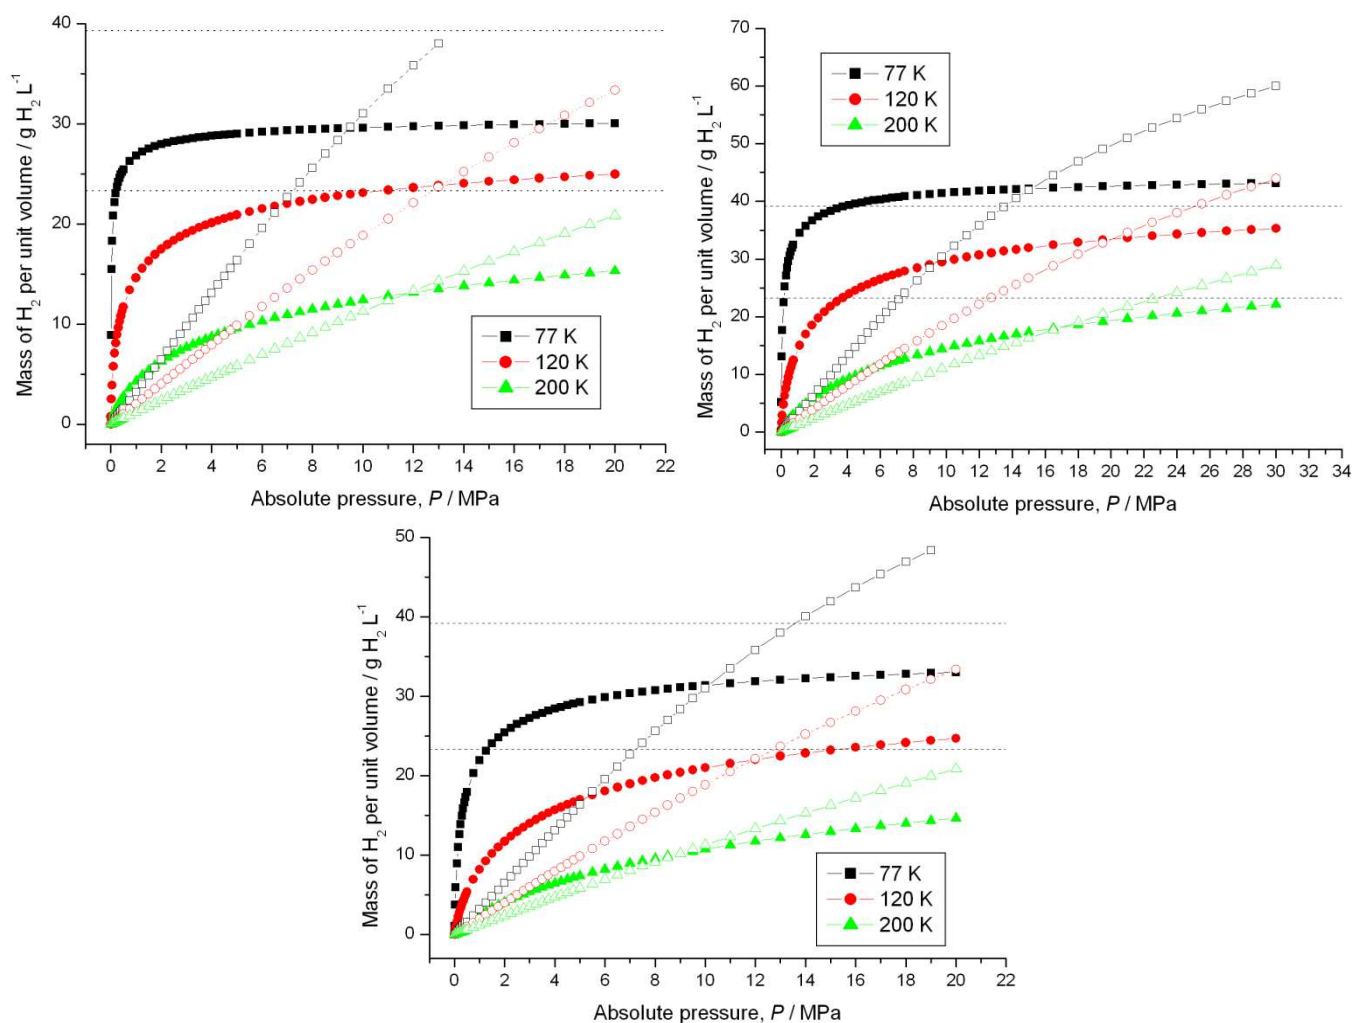 Mass of H2 per unit volume / g H2 L-1
40
30
20
10
0
77 K
120 K
200 K
0 2 4 6 8 10 12 14 16 18 20 22
Absolute pressure, P / MPa
Mass of H2 per unit volume / g H2 L-1
70
60
50
40
30
20
10
0
77 K
120 K
200 K
0 2 4 6 8 10 12 14 16 18 20 22 24 26 28 30 32 34
Absolute pressure, P / MPa
Mass of H2 per unit volume / g H2 L-1
50
40
30
20
10
0
77 K
120 K
200 K
0 2 4 6 8 10 12 14 16 18 20 22
Absolute pressure, P / MPa